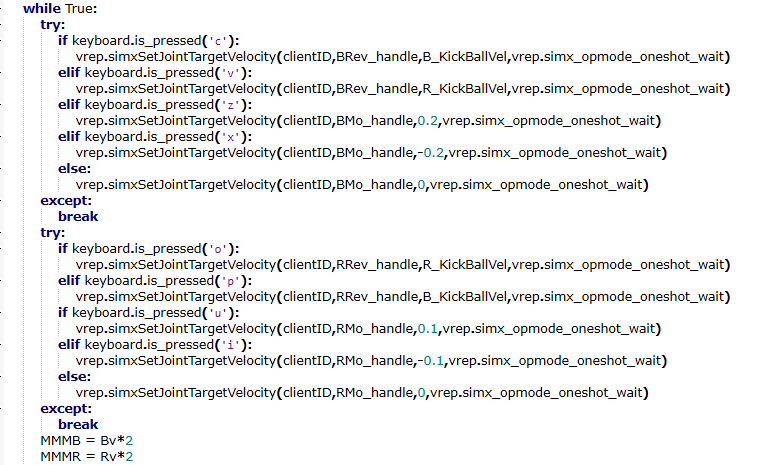 while True:
try:
if keyboard.is_pressed('c'):
vrep.simxSetJointTargetVelocity(clientID,BRev_handle,B_KickBallVel,vrep.simx_opmode_oneshot_wait)
elif keyboard.is_pressed('v'):
vrep.simxSetJointTargetVelocity(clientID,BRev_handle,R_KickBallVel,vrep.simx_opmode_oneshot_wait)
elif keyboard.is_pressed('z'):
vrep.simxSetJointTargetVelocity(clientID,BMo_handle,0.2,vrep.simx_opmode_oneshot_wait)
elif keyboard.is_pressed('x'):
vrep.simxSetJointTargetVelocity(clientID,BMo_handle,-0.2,vrep.simx_opmode_oneshot_wait)
else:
vrep.simxSetJointTargetVelocity(clientID,BMo_handle,0,vrep.simx_opmode_oneshot_wait)
except:
break
try:
if keyboard.is_pressed('o'):
vrep.simxSetJointTargetVelocity(clientID,RRev_handle,R_KickBallVel,vrep.simx_opmode_oneshot_wait)
elif keyboard.is_pressed('p'):
vrep.simxSetJointTargetVelocity(clientID,RRev_handle,B_KickBallVel,vrep.simx_opmode_oneshot_wait)
if keyboard.is_pressed('u'):
vrep.simxSetJointTargetVelocity(clientID,RMo_handle,0.1,vrep.simx_opmode_oneshot_wait)
elif keyboard.is_pressed('i'):
vrep.simxSetJointTargetVelocity(clientID,RMo_handle,-0.1,vrep.simx_opmode_oneshot_wait)
else:
vrep.simxSetJointTargetVelocity(clientID,RMo_handle,0,vrep.simx_opmode_oneshot_wait)
except:
break
MMMB = Bv*2
MMMR = Rv*2